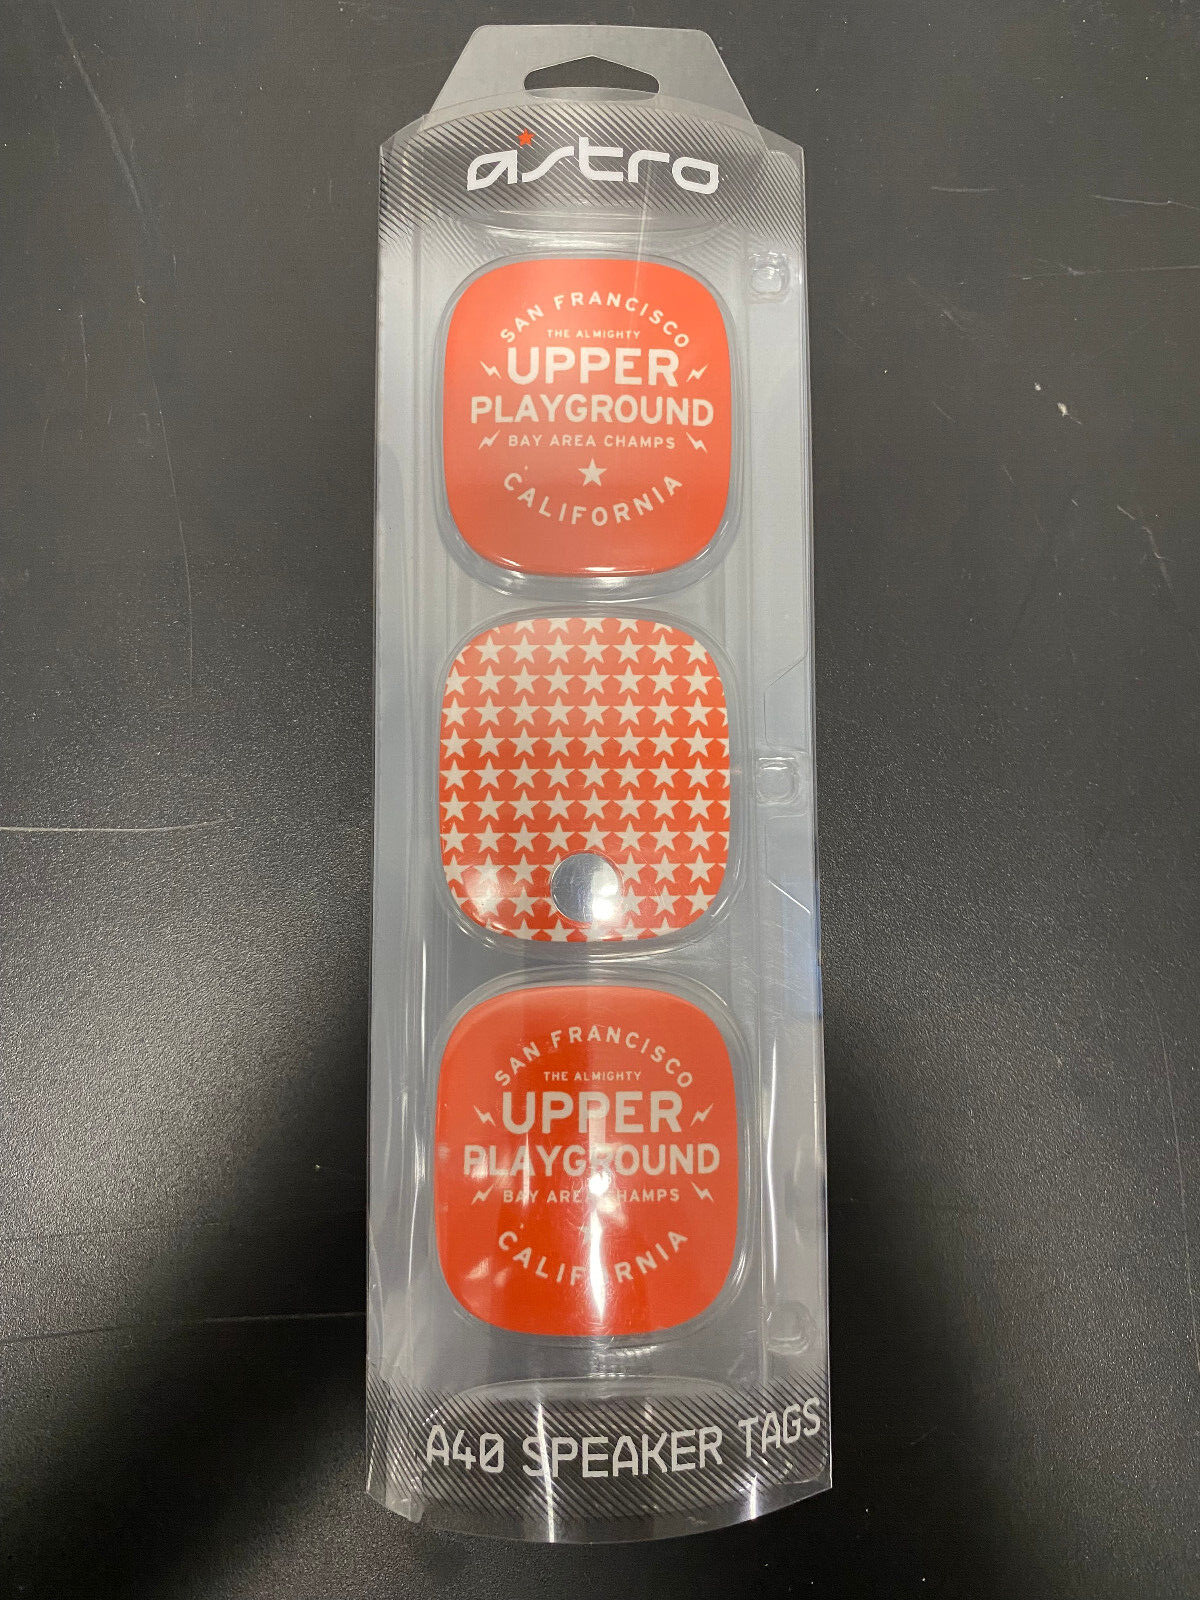 astro
SAN FRANCISCO
THE ALMIGHTY
UPPER
PLAYGROUND
BAY AREA CHAMPS
CALIFORNIA
SAN FRANCISCO
THE ALMIGHTY
UPPER
PLAYGROUND
BAY AREA CHAMPS
CALIFORNIA
A40 SPEAKER TAGS